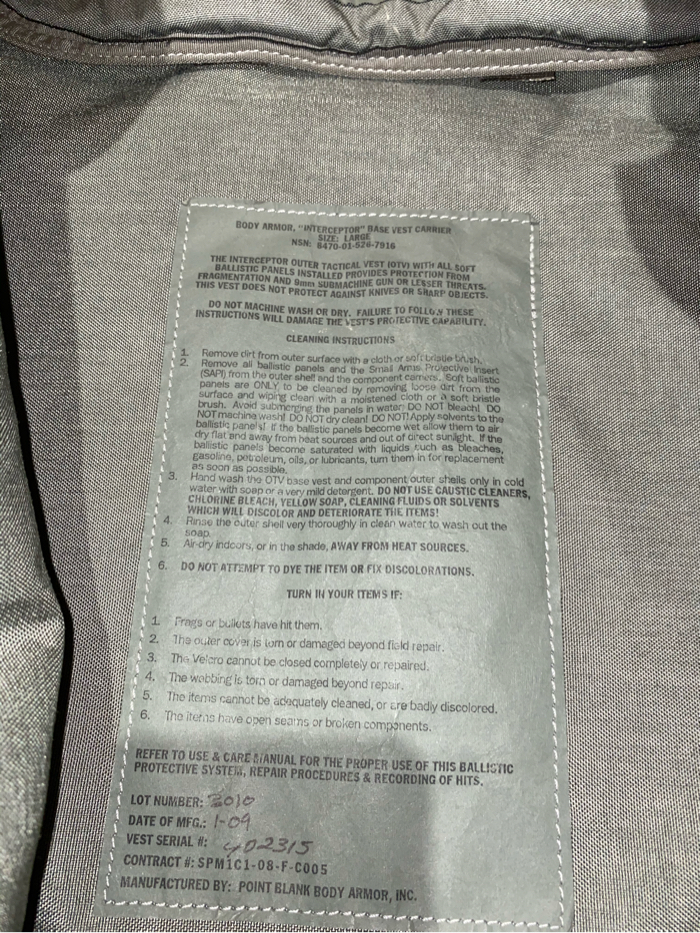 BODY ARMOR, "INTERCEPTOR" BASE VEST CARRIER
SIZE: LARGE
NSN: 8470-01-520-7916
THE INTERCEPTOR OUTER TACTICAL VEST (OTV) WITH ALL SOFT
BALLISTIC PANELS INSTALLED PROVIDES PROTECTION FROM
FRAGMENTATION AND 9mm SUBMACHINE GUN OR LESSER THREATS.
THIS VEST DOES NOT PROTECT AGAINST KNIVES OR SHARP OBJECTS.
DO NOT MACHINE WASH OR DRY. FAILURE TO FOLLOW THESE
INSTRUCTIONS WILL DAMAGE THE VEST'S PROTECTIVE CAPABILITY.
CLEANING INSTRUCTIONS
1. Remove dirt from outer surface with a cloth or soft bristle brush.
2. Remove all ballistic panels and the Small Arms Protective Insert
(SAPI) from the outer shell and the component carriers. Soft ballistic
panels are ONLY to be cleaned by removing loose dirt from the
surface and wiping clean with a moistened cloth or a soft bristle
brush. Avoid submerging the panels in water: DO NOT bleach! DO
NOT machine wash! DO NOT dry clean! DO NOT! Apply solvents to the
ballistic panels! If the ballistic panels become wet allow them to air
dry flat and away from heat sources and out of direct sunlight. If the
ballistic panels become saturated with liquids such as bleaches,
gasoline, petroleum, oils, or lubricants, turn them in for replacement
as soon as possible.
3. Hand wash the OTV base vest and component outer shells only in cold
water with soap or a very mild detergent. DO NOT USE CAUSTIC CLEANERS,
CHLORINE BLEACH, YELLOW SOAP, CLEANING FLUIDS OR SOLVENTS
WHICH WILL DISCOLOR AND DETERIORATE THE ITEMS!
4. Rinse the outer shell very thoroughly in clean water to wash out the
soap.
5. Air-dry indoors, or in the shade, AWAY FROM HEAT SOURCES.
6. DO NOT ATTEMPT TO DYE THE ITEM OR FIX DISCOLORATIONS.
TURN IN YOUR ITEMS IF:
1. Frags or bullets have hit them.
2. The outer cover is torn or damaged beyond field repair.
3. The Velcro cannot be closed completely or repaired.
4. The webbing is torn or damaged beyond repair.
5. The items cannot be adequately cleaned, or are badly discolored.
6. The items have open seams or broken components.
REFER TO USE & CARE MANUAL FOR THE PROPER USE OF THIS BALLISTIC
PROTECTIVE SYSTEM, REPAIR PROCEDURES & RECORDING OF HITS.
LOT NUMBER: 3010
DATE OF MFG.: 1-09
VEST SERIAL #: 402315
CONTRACT #: SPM1C1-08-F-C005
MANUFACTURED BY: POINT BLANK BODY ARMOR, INC.